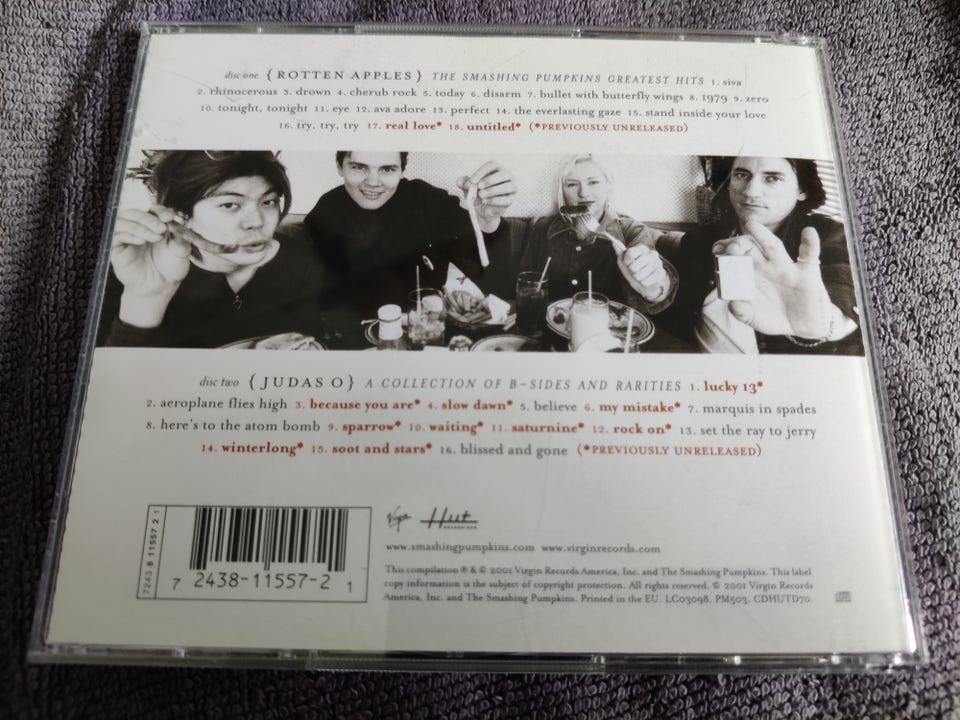 disc one { ROTTEN APPLES } THE SMASHING PUMPKINS GREATEST HITS 1. siva
2. rhinocerous 3. drown 4. cherub rock 5. today 6. disarm 7. bullet with butterfly wings 8. 1979 9. zero
10. tonight, tonight 11. eye 12. ava adore 13. perfect 14. the everlasting gaze 15. stand inside your love
16. try, try, try 17. real love* 18. untitled* (*PREVIOUSLY UNRELEASED)
disc two { JUDAS O } A COLLECTION OF B-SIDES AND RARITIES 1. lucky 13*
2. aeroplane flies high 3. because you are* 4. slow dawn* 5. believe 6. my mistake* 7. marquis in spades
8. here's to the atom bomb 9. sparrow* 10. waiting* 11. saturnine* 12. rock on* 13. set the ray to jerry
14. winterlong* 15. soot and stars* 16. blissed and gone (*PREVIOUSLY UNRELEASED)
7243 8 11557 2 1
7 2438-11557-2 1
Virgin Hut
RECORDINGS
www.smashingpumpkins.com www.virginrecords.com
This compilation ℗ & © 2001 Virgin Records America, Inc. and The Smashing Pumpkins. This label
copy information is the subject of copyright protection. All rights reserved. © 2001 Virgin Records
America, Inc. and The Smashing Pumpkins. Printed in the EU. LC03098. PM503. CDHUTD70.